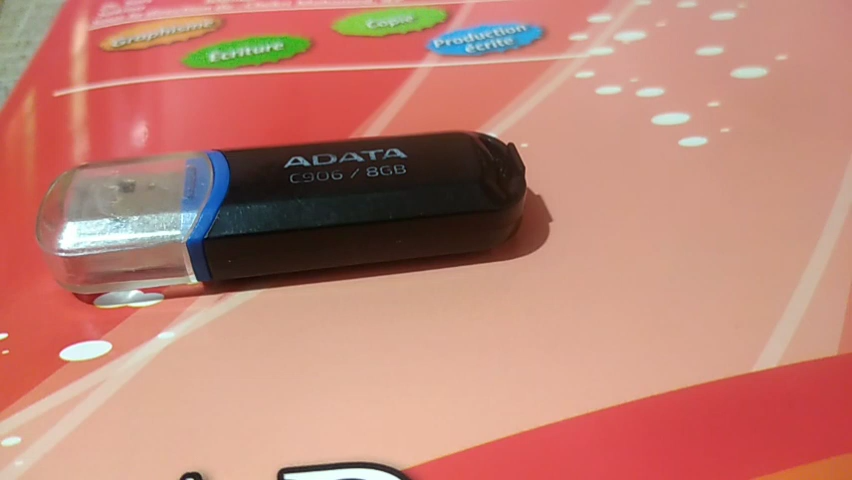 Graphisme
Écriture
Copie
Production
écrite
ADATA
C906 / 8GB